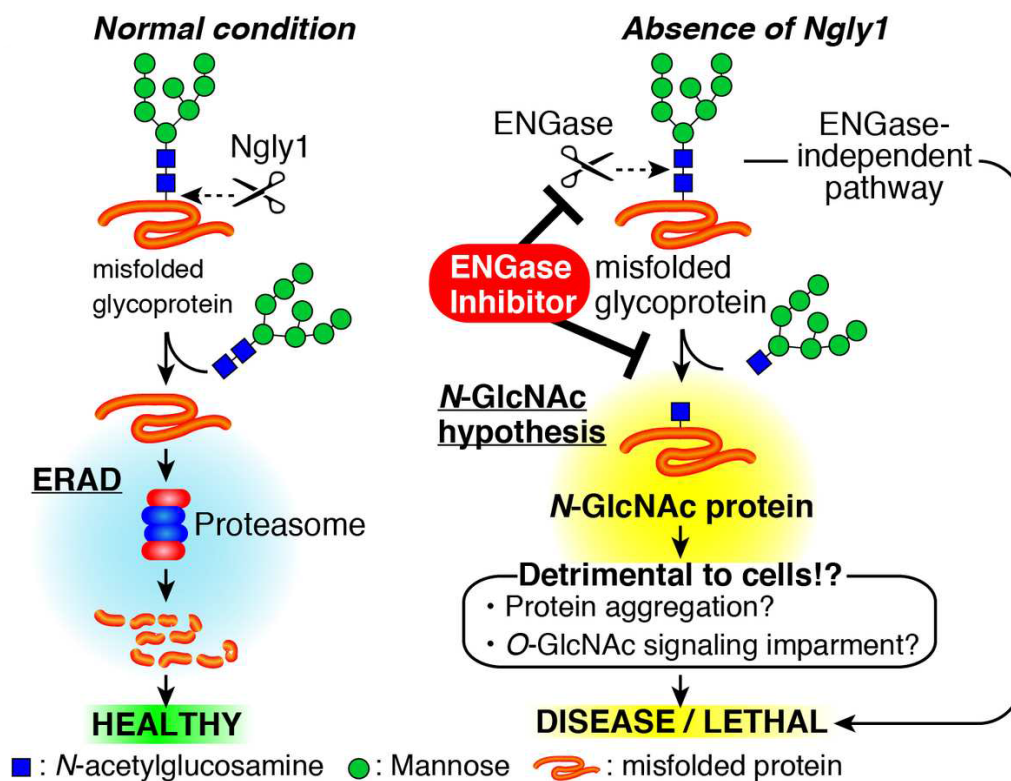 Normal condition
Ngly1
misfolded
glycoprotein
ERAD
Proteasome
HEALTHY
Absence of Ngly1
ENGase
ENGase-
independent
pathway
ENGase
Inhibitor
misfolded
glycoprotein
N-GlcNAc
hypothesis
N-GlcNAc protein
Detrimental to cells!?
・Protein aggregation?
・O-GlcNAc signaling impairment?
DISEASE / LETHAL
: N-acetylglucosamine : Mannose : misfolded protein